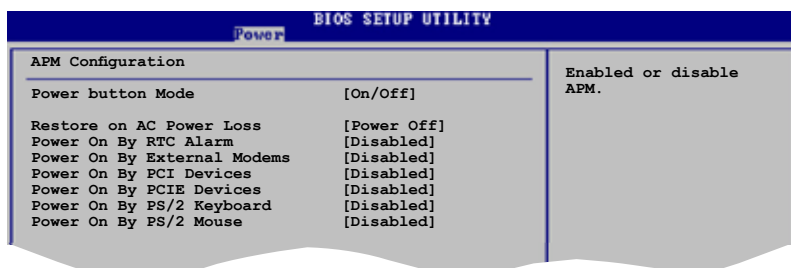 BIOS SETUP UTILITY
Power
APM Configuration
Power button Mode [On/Off]
Restore on AC Power Loss [Power Off]
Power On By RTC Alarm [Disabled]
Power On By External Modems [Disabled]
Power On By PCI Devices [Disabled]
Power On By PCIE Devices [Disabled]
Power On By PS/2 Keyboard [Disabled]
Power On By PS/2 Mouse [Disabled]
Enabled or disable
APM.